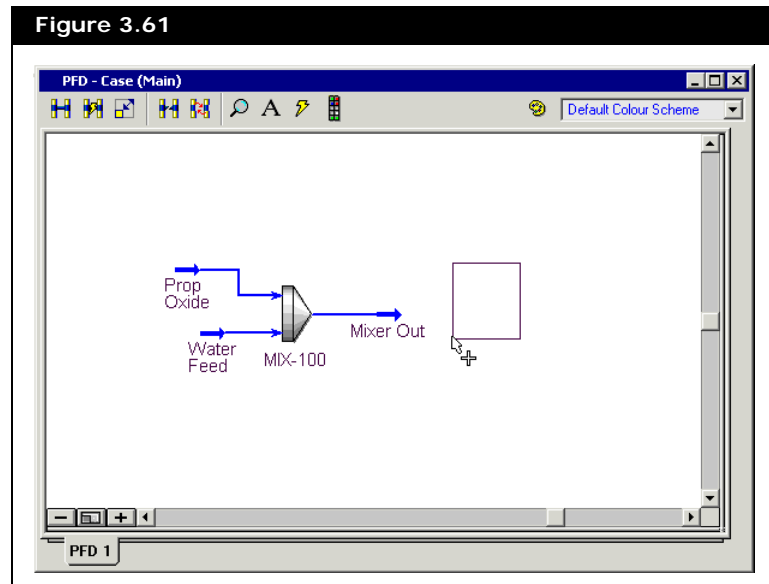 Figure 3.61
PFD - Case (Main)
A
Default Colour Scheme
Prop
Oxide
Mixer Out
Water
Feed
MIX-100
PFD 1